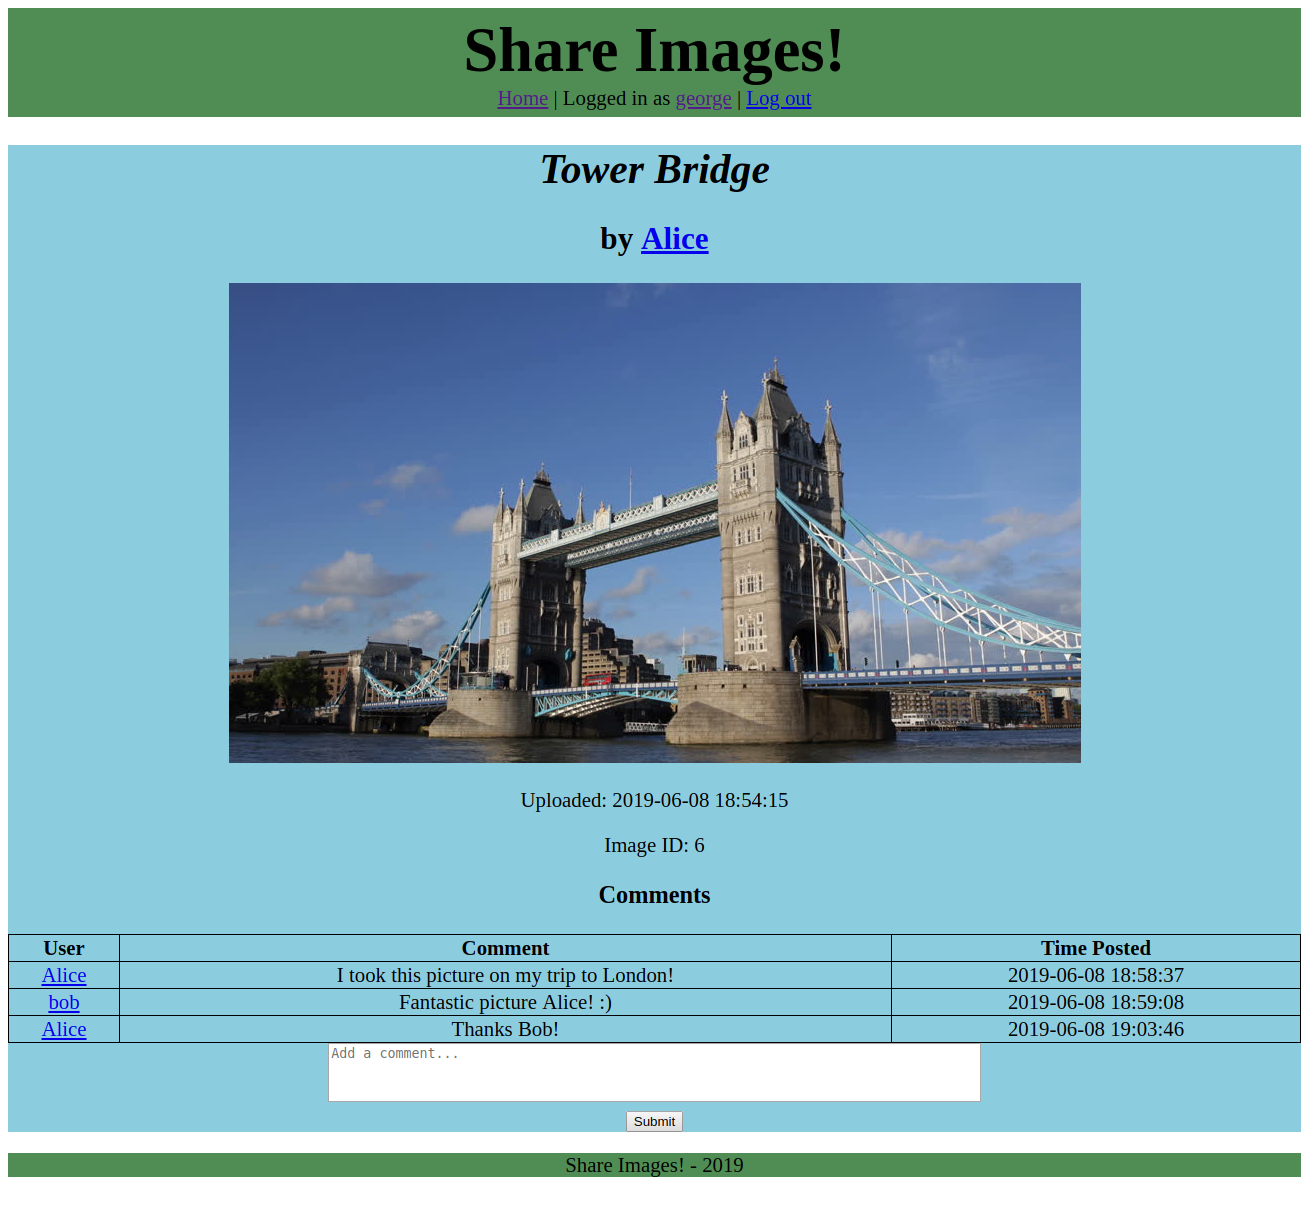 Share Images!
Home | Logged in as george | Log out
Tower Bridge
by Alice
Uploaded: 2019-06-08 18:54:15
Image ID: 6
Comments
User Comment Time Posted
Alice I took this picture on my trip to London! 2019-06-08 18:58:37
bob Fantastic picture Alice! :) 2019-06-08 18:59:08
Alice Thanks Bob! 2019-06-08 19:03:46
Add a comment...
Submit
Share Images! - 2019